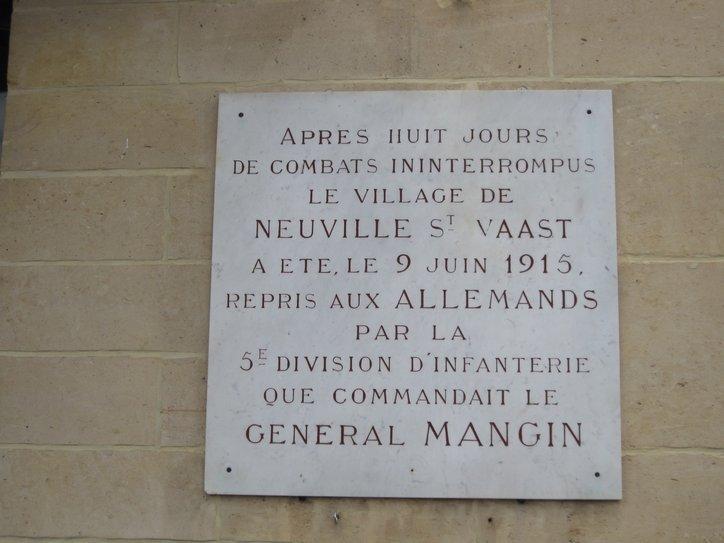 APRES HUIT JOURS
DE COMBATS ININTERROMPUS
LE VILLAGE DE
NEUVILLE ST VAAST
A ETE, LE 9 JUIN 1915,
REPRIS AUX ALLEMANDS
PAR LA
5E DIVISION D'INFANTERIE
QUE COMMANDAIT LE
GENERAL MANGIN